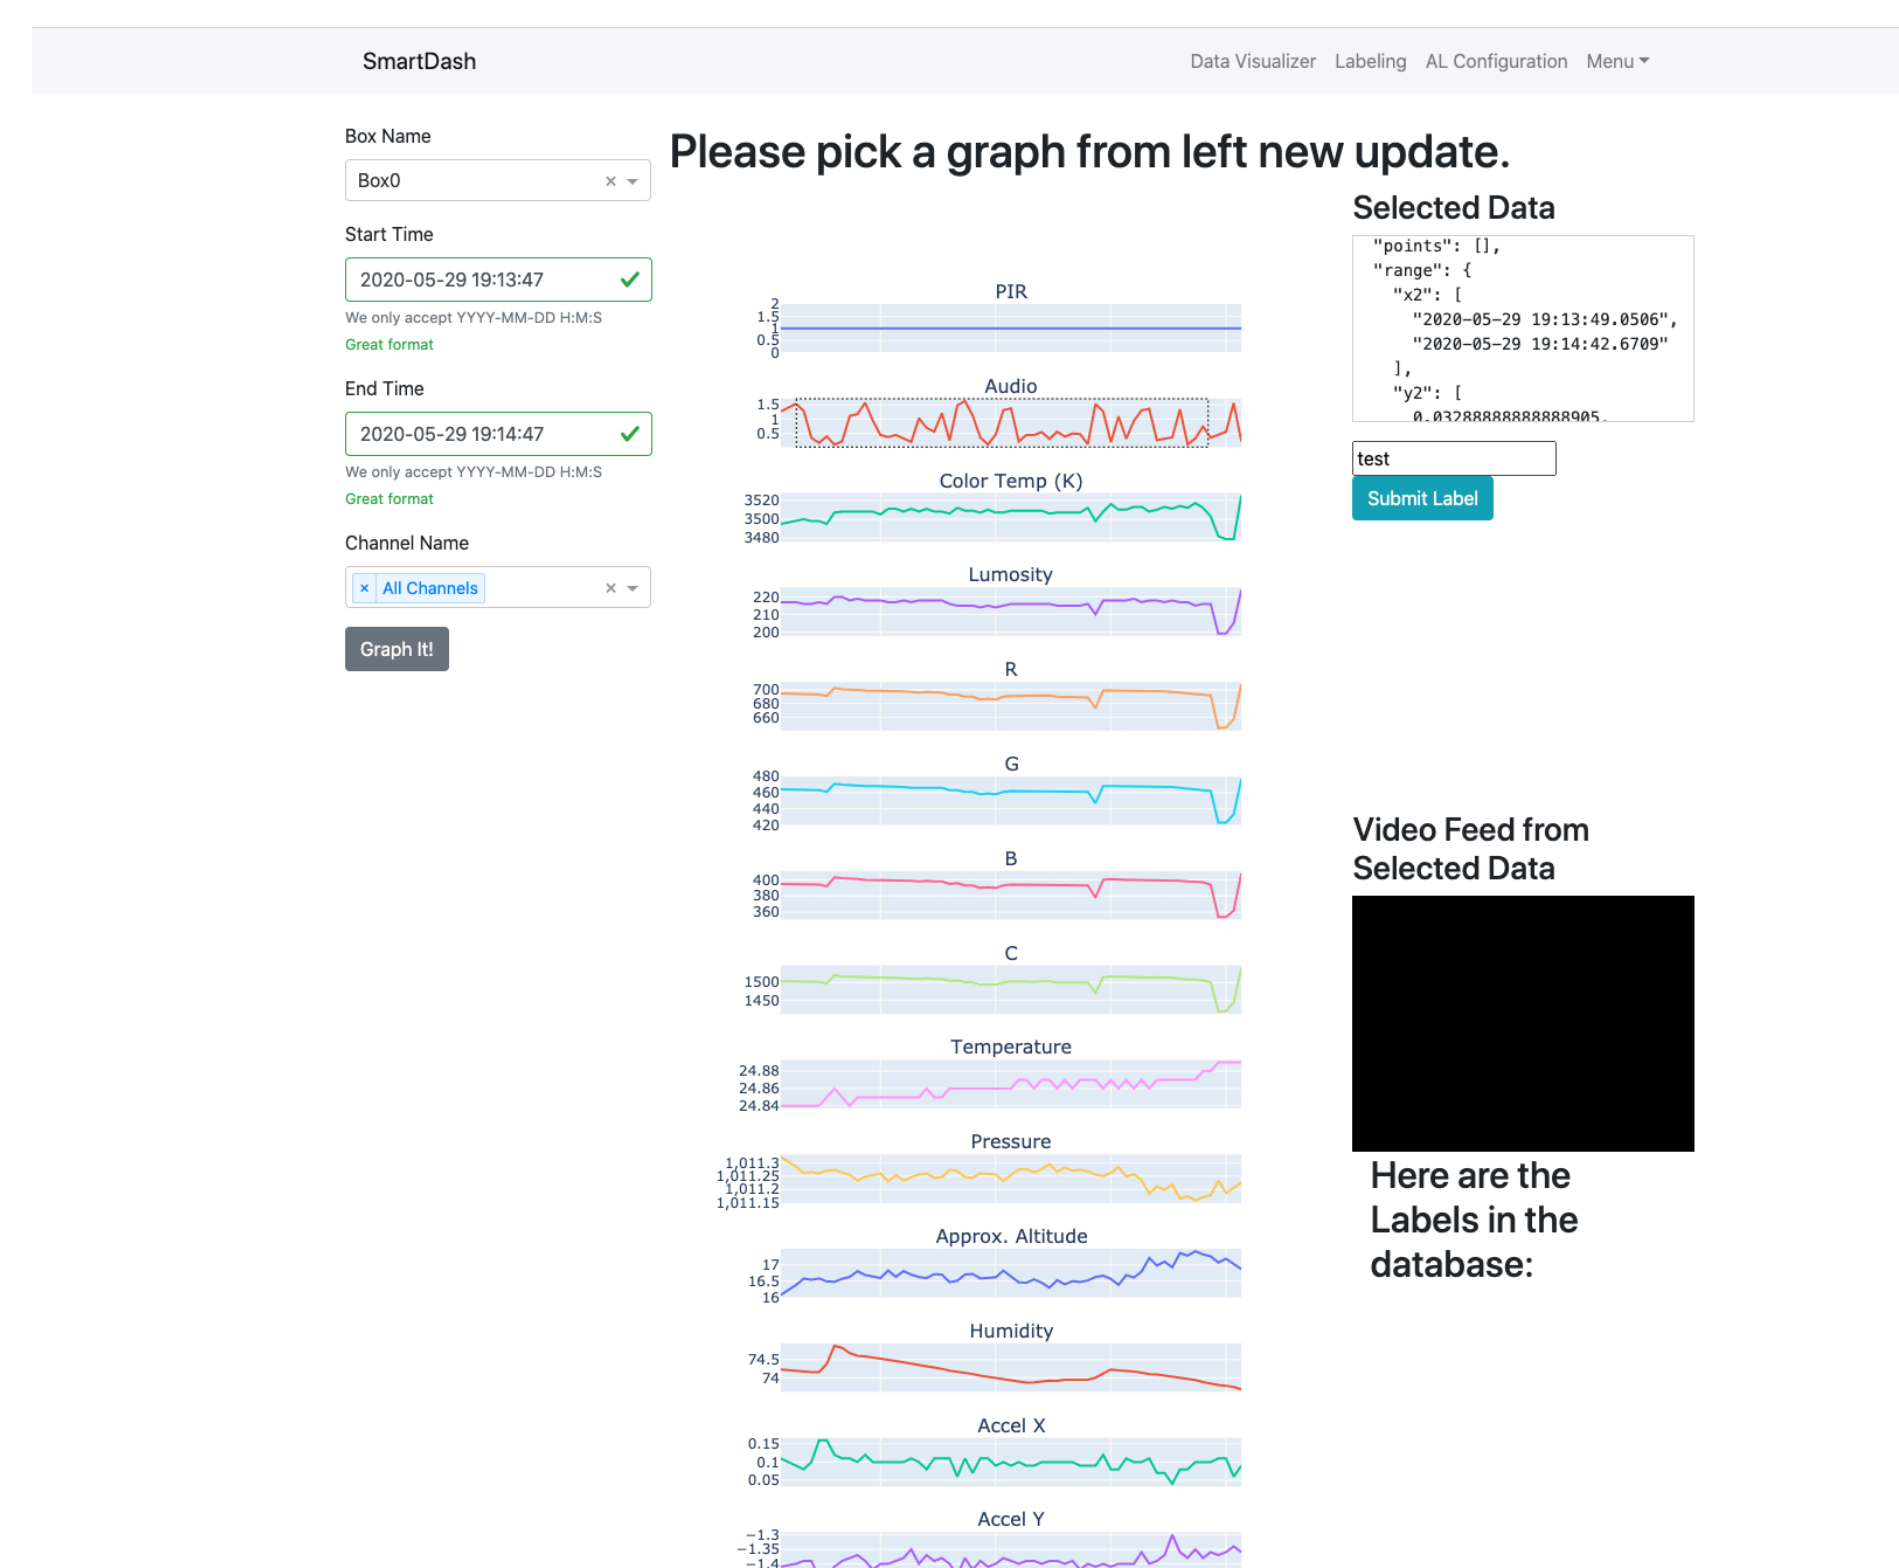 SmartDash
Data Visualizer Labeling AL Configuration Menu
Box Name
Box0
Start Time
2020-05-29 19:13:47
We only accept YYYY-MM-DD H:M:S
Great format
End Time
2020-05-29 19:14:47
We only accept YYYY-MM-DD H:M:S
Great format
Channel Name
× All Channels
Graph It!
Please pick a graph from left new update.
PIR
2
1.5
1
0.5
0
Audio
1.5
1
0.5
Color Temp (K)
3520
3500
3480
Lumosity
220
210
200
R
700
680
660
G
480
460
440
420
B
400
380
360
C
1500
1450
Temperature
24.88
24.86
24.84
Pressure
1,011.3
1,011.25
1,011.2
1,011.15
Approx. Altitude
17
16.5
16
Humidity
74.5
74
Accel X
0.15
0.1
0.05
Accel Y
−1.3
−1.35
−1.4
Selected Data
"points": [],
"range": {
"x2": [
"2020-05-29 19:13:49.0506",
"2020-05-29 19:14:42.6709"
],
"y2": [
0.03288888888888905,
test
Submit Label
Video Feed from
Selected Data
Here are the
Labels in the
database: